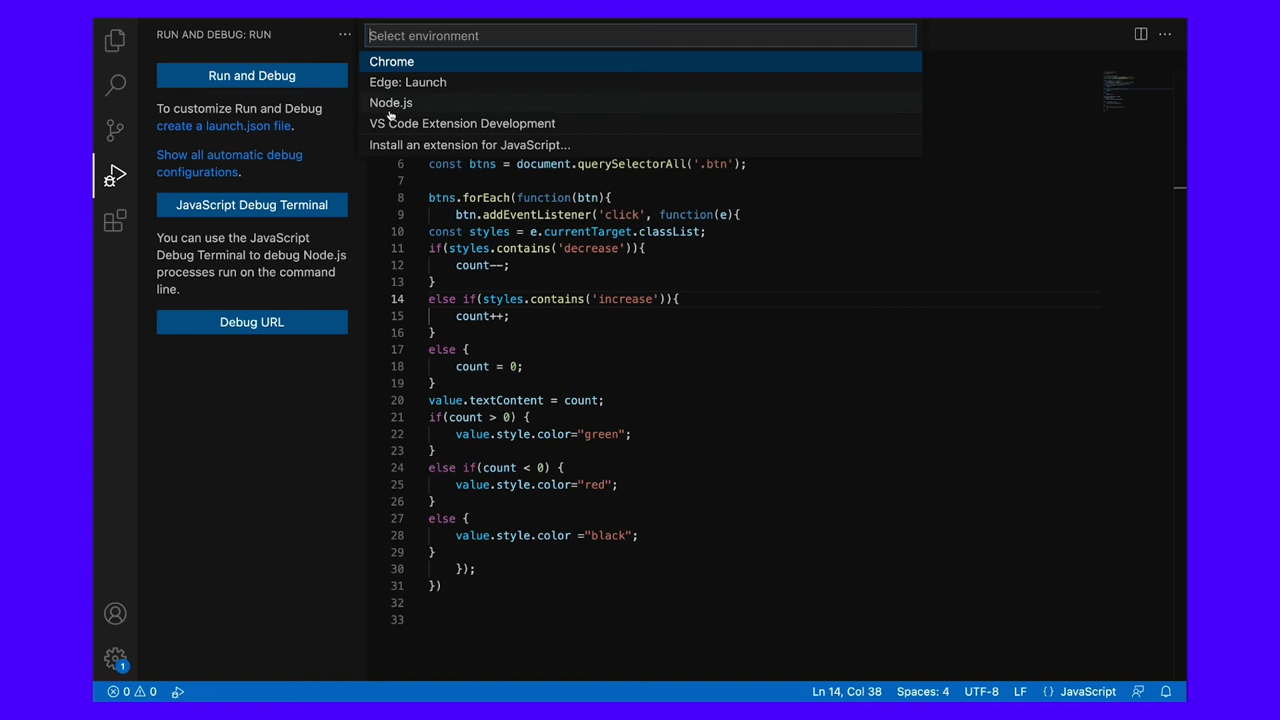 RUN AND DEBUG: RUN
Run and Debug
To customize Run and Debug
create a launch.json file.
Show all automatic debug
configurations.
JavaScript Debug Terminal
You can use the JavaScript
Debug Terminal to debug Node.js
processes run on the command
line.
Debug URL
Select environment
Chrome
Edge: Launch
Node.js
VS Code Extension Development
Install an extension for JavaScript...
6 const btns = document.querySelectorAll('.btn');
7
8 btns.forEach(function(btn){
9 btn.addEventListener('click', function(e){
10 const styles = e.currentTarget.classList;
11 if(styles.contains('decrease')){
12 count--;
13 }
14 else if(styles.contains('increase')){
15 count++;
16 }
17 else {
18 count = 0;
19 }
20 value.textContent = count;
21 if(count > 0) {
22 value.style.color="green";
23 }
24 else if(count < 0) {
25 value.style.color="red";
26 }
27 else {
28 value.style.color ="black";
29 }
30 });
31 })
32
33
1
0 0
Ln 14, Col 38 Spaces: 4 UTF-8 LF {} JavaScript